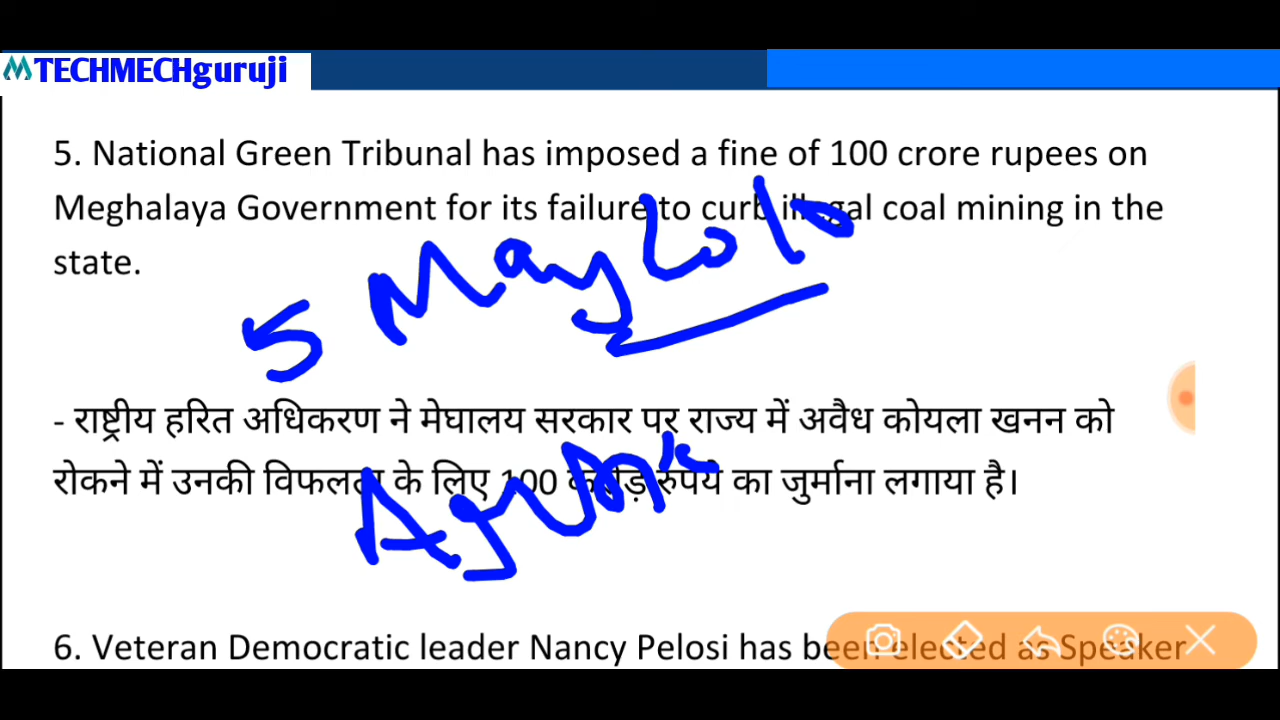 TECHMECHguruji
5. National Green Tribunal has imposed a fine of 100 crore rupees on
Meghalaya Government for its failure to curb illegal coal mining in the
state.
5 May 2010
- राष्ट्रीय हरित अधिकरण ने मेघालय सरकार पर राज्य में अवैध कोयला खनन को
रोकने में उनकी विफलता के लिए 100 करोड़ रुपये का जुर्माना लगाया है।
6. Veteran Democratic leader Nancy Pelosi has been elected as Speaker